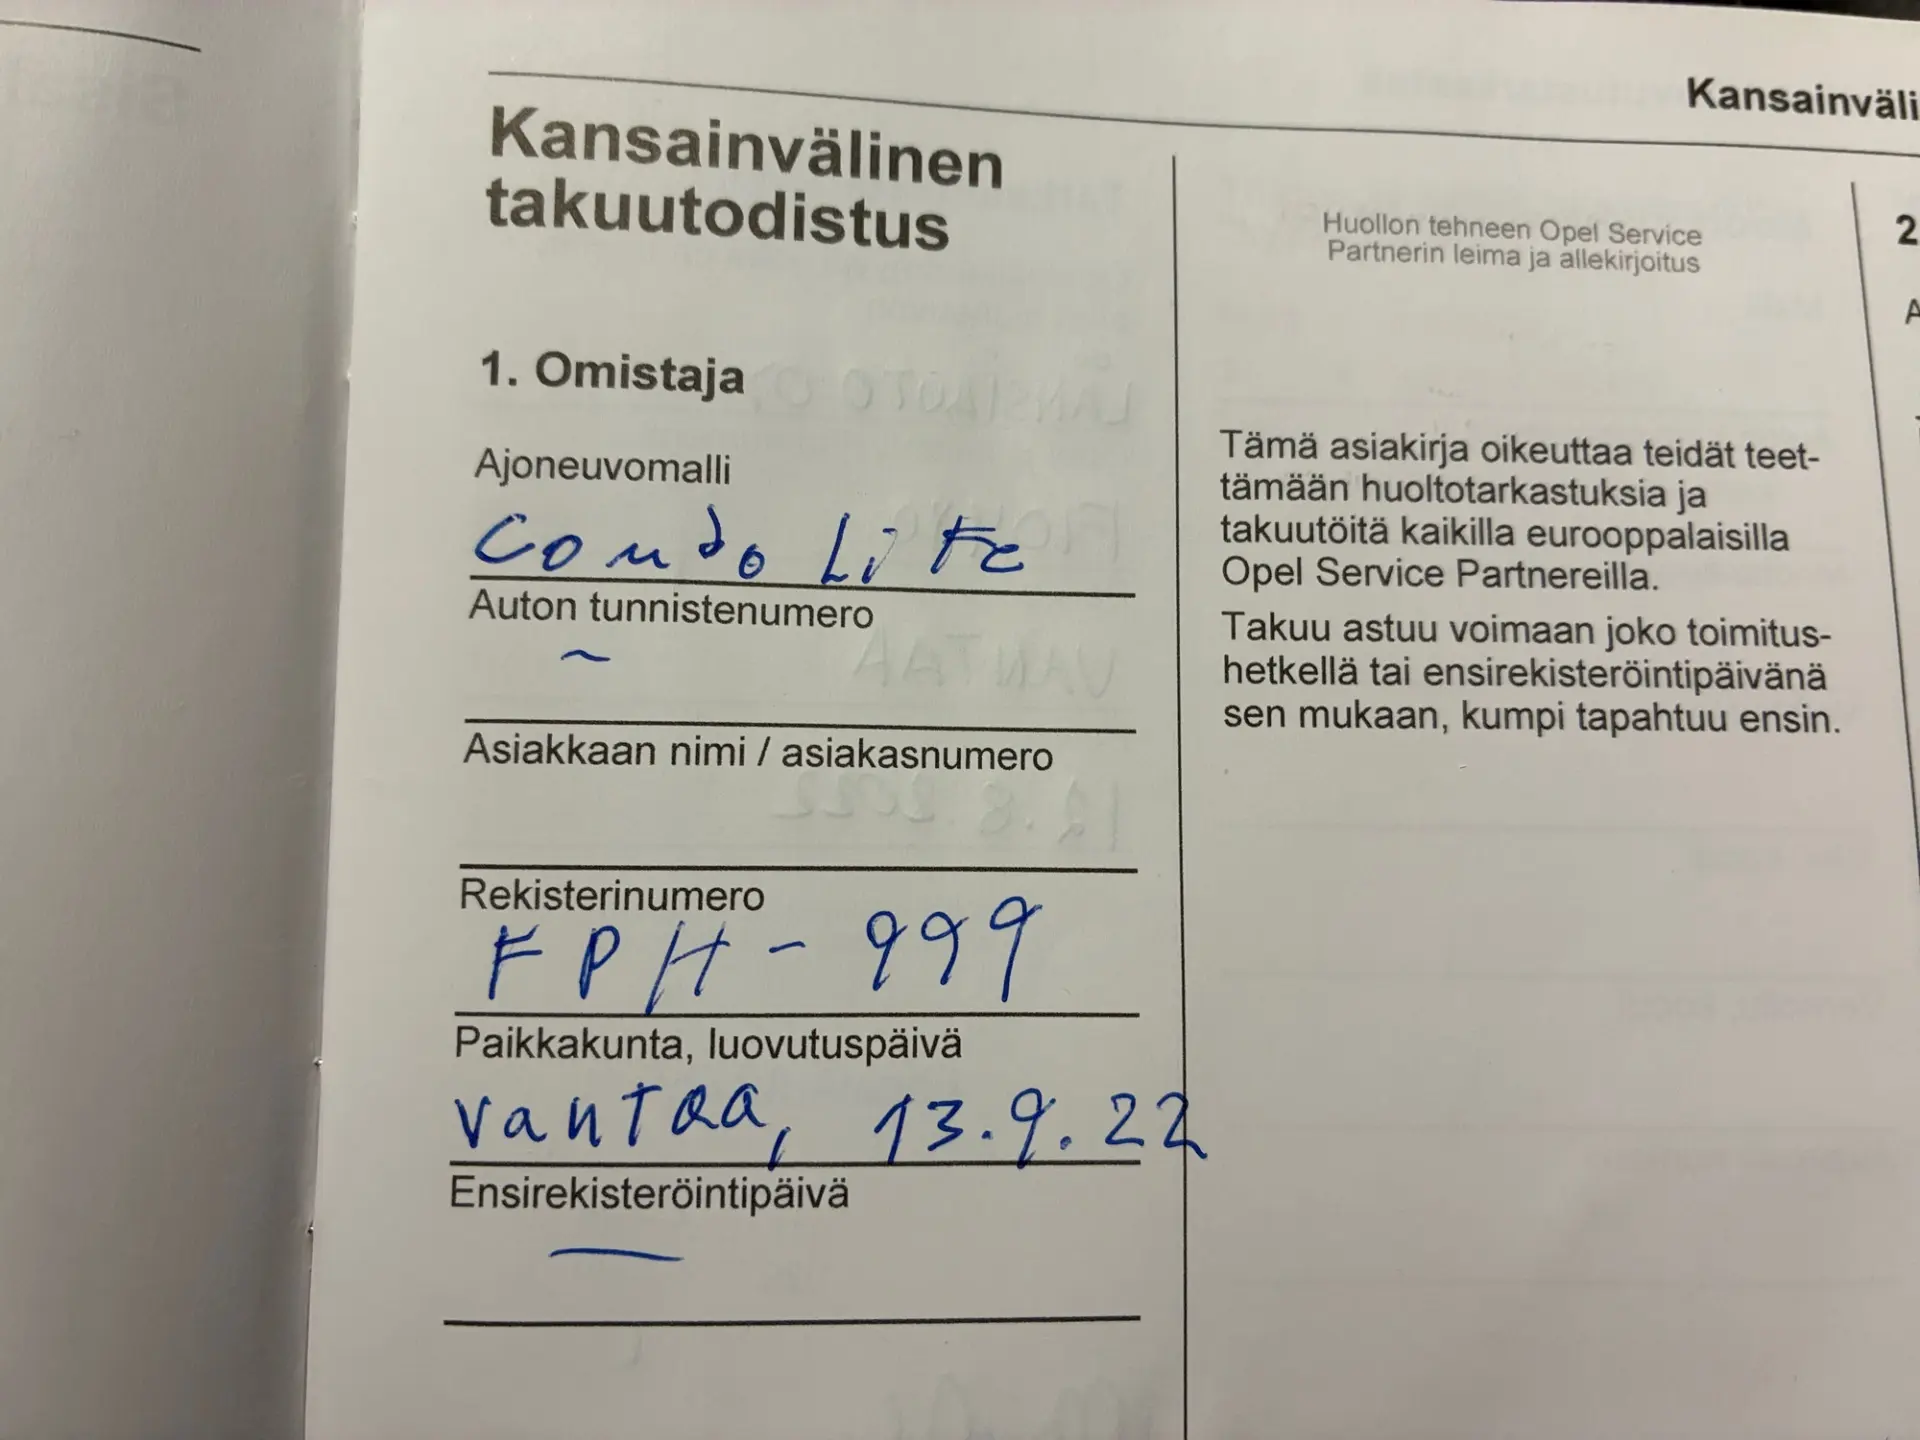 Kansainväli
Kansainvälinen
takuutodistus
1. Omistaja
Ajoneuvomalli
Auton tunnistenumero
~
Asiakkaan nimi / asiakasnumero
Rekisterinumero
FPH - 999
Paikkakunta, luovutuspäivä
Vantaa, 13.9.22
Ensirekisteröintipäivä
—
Huollon tehneen Opel Service
Partnerin leima ja allekirjoitus
Tämä asiakirja oikeuttaa teidät teet-
tämään huoltotarkastuksia ja
takuutöitä kaikilla eurooppalaisilla
Opel Service Partnereilla.
Takuu astuu voimaan joko toimitus-
hetkellä tai ensirekisteröintipäivänä
sen mukaan, kumpi tapahtuu ensin.
2
A